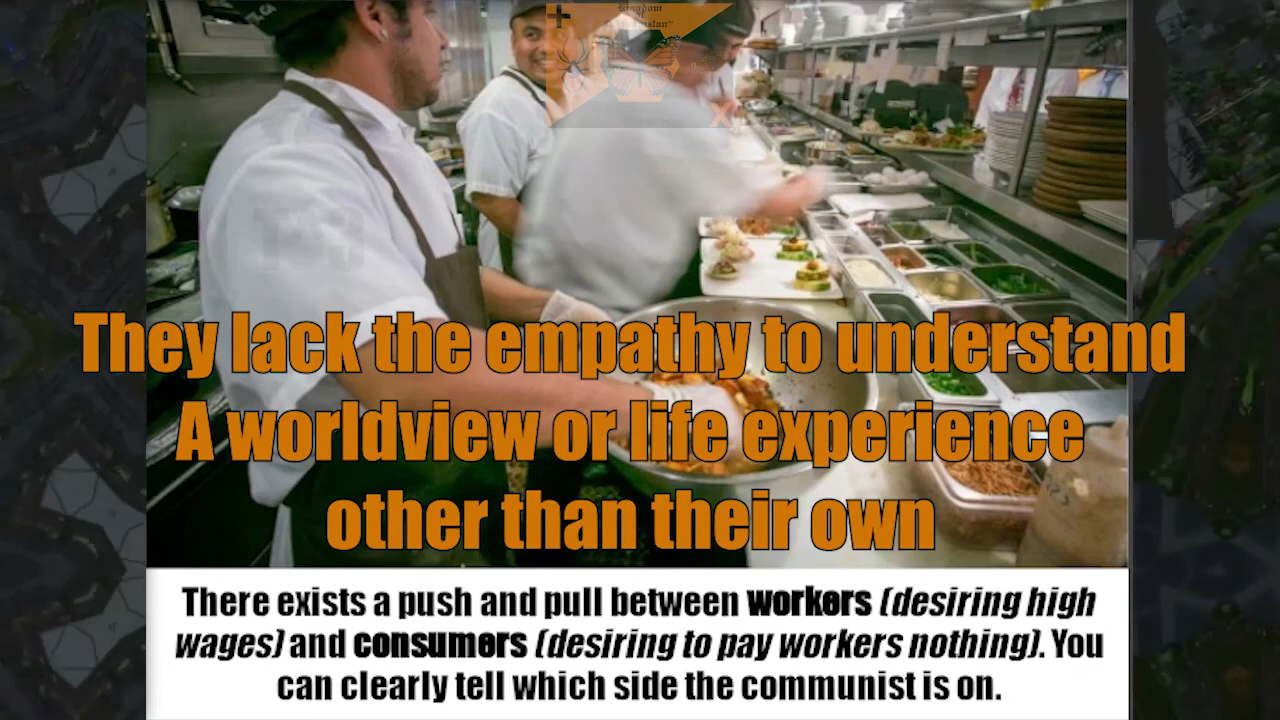 Kingdom
of
They lack the empathy to understand
A worldview or life experience
other than their own
There exists a push and pull between workers (desiring high
wages) and consumers (desiring to pay workers nothing). You
can clearly tell which side the communist is on.